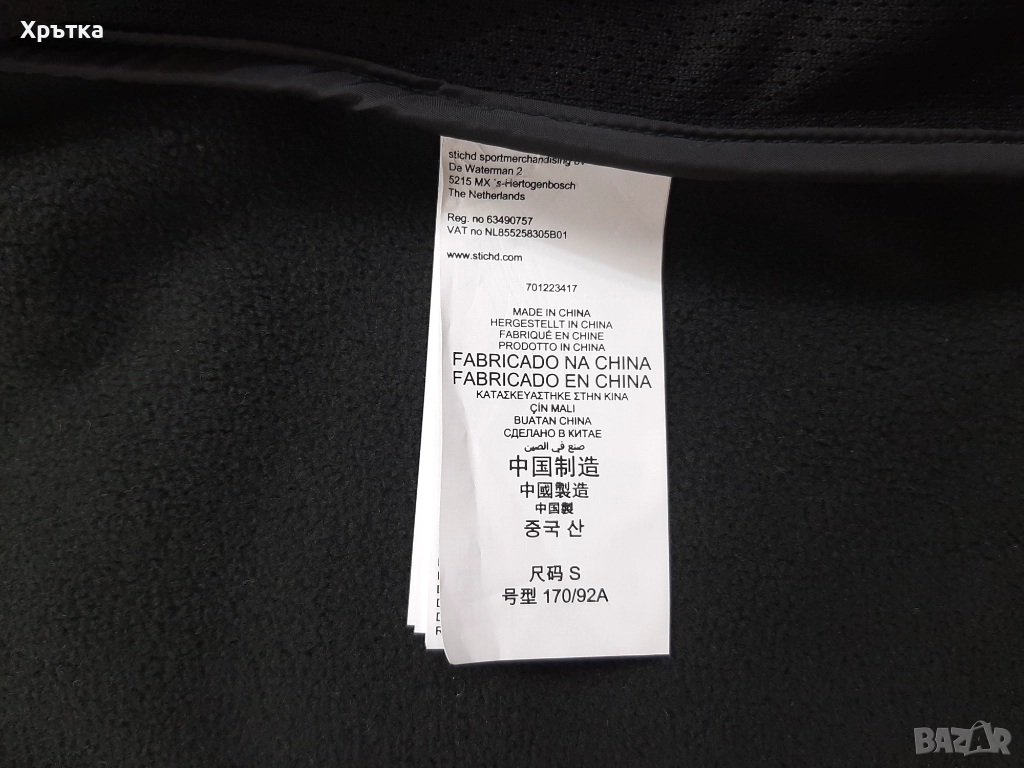 Хрътка
stichd sportmerchandising
De Waterman 2
5215 MX 's-Hertogenbosch
The Netherlands
Reg. no 63490757
VAT no NL855258305B01
www.stichd.com
701223417
MADE IN CHINA
HERGESTELLT IN CHINA
FABRIQUÉ EN CHINE
PRODOTTO IN CHINA
FABRICADO NA CHINA
FABRICADO EN CHINA
ΚΑΤΑΣΚΕΥΑΣΤΗΚΕ ΣΤΗΝ ΚΙΝΑ
ÇİN MALI
BUATAN CHINA
СДЕЛАНО В КИТАЕ
صنع في الصين
中国制造
中國製造
中国製
중국 산
尺码 S
号型 170/92A
BAZAR